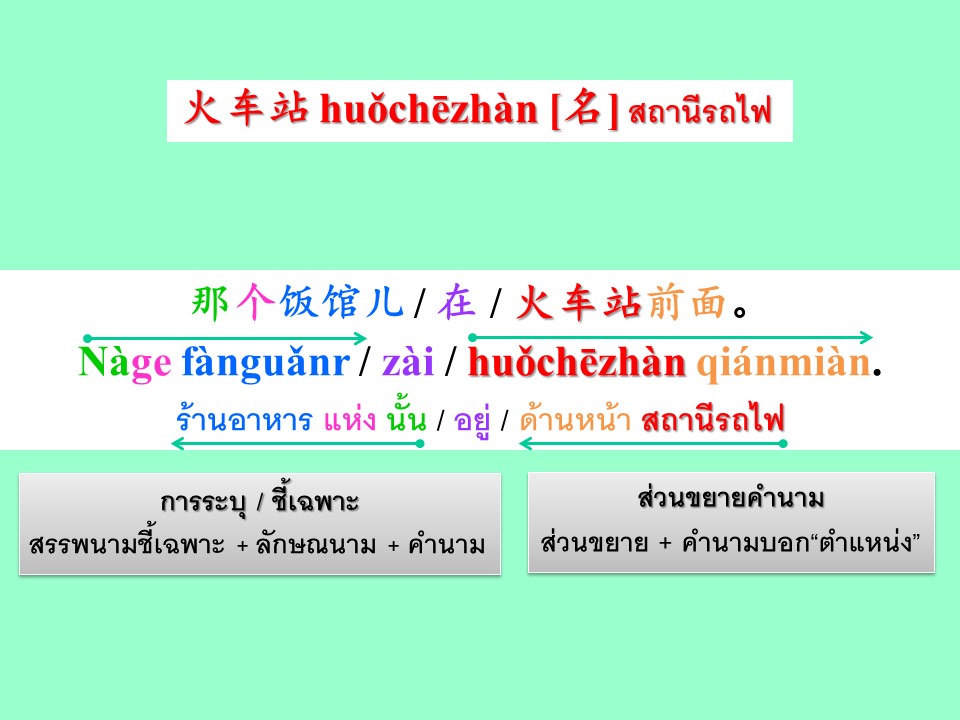 火车站 huǒchēzhàn [名] สถานีรถไฟ
那个饭馆儿 / 在 / 火车站前面。
Nàge fànguǎnr / zài / huǒchēzhàn qiánmiàn.
ร้านอาหาร แห่ง นั้น / อยู่ / ด้านหน้า สถานีรถไฟ
การระบุ / ชี้เฉพาะ
สรรพนามชี้เฉพาะ + ลักษณนาม + คำนาม
ส่วนขยายคำนาม
ส่วนขยาย + คำนามบอก“ตำแหน่ง”